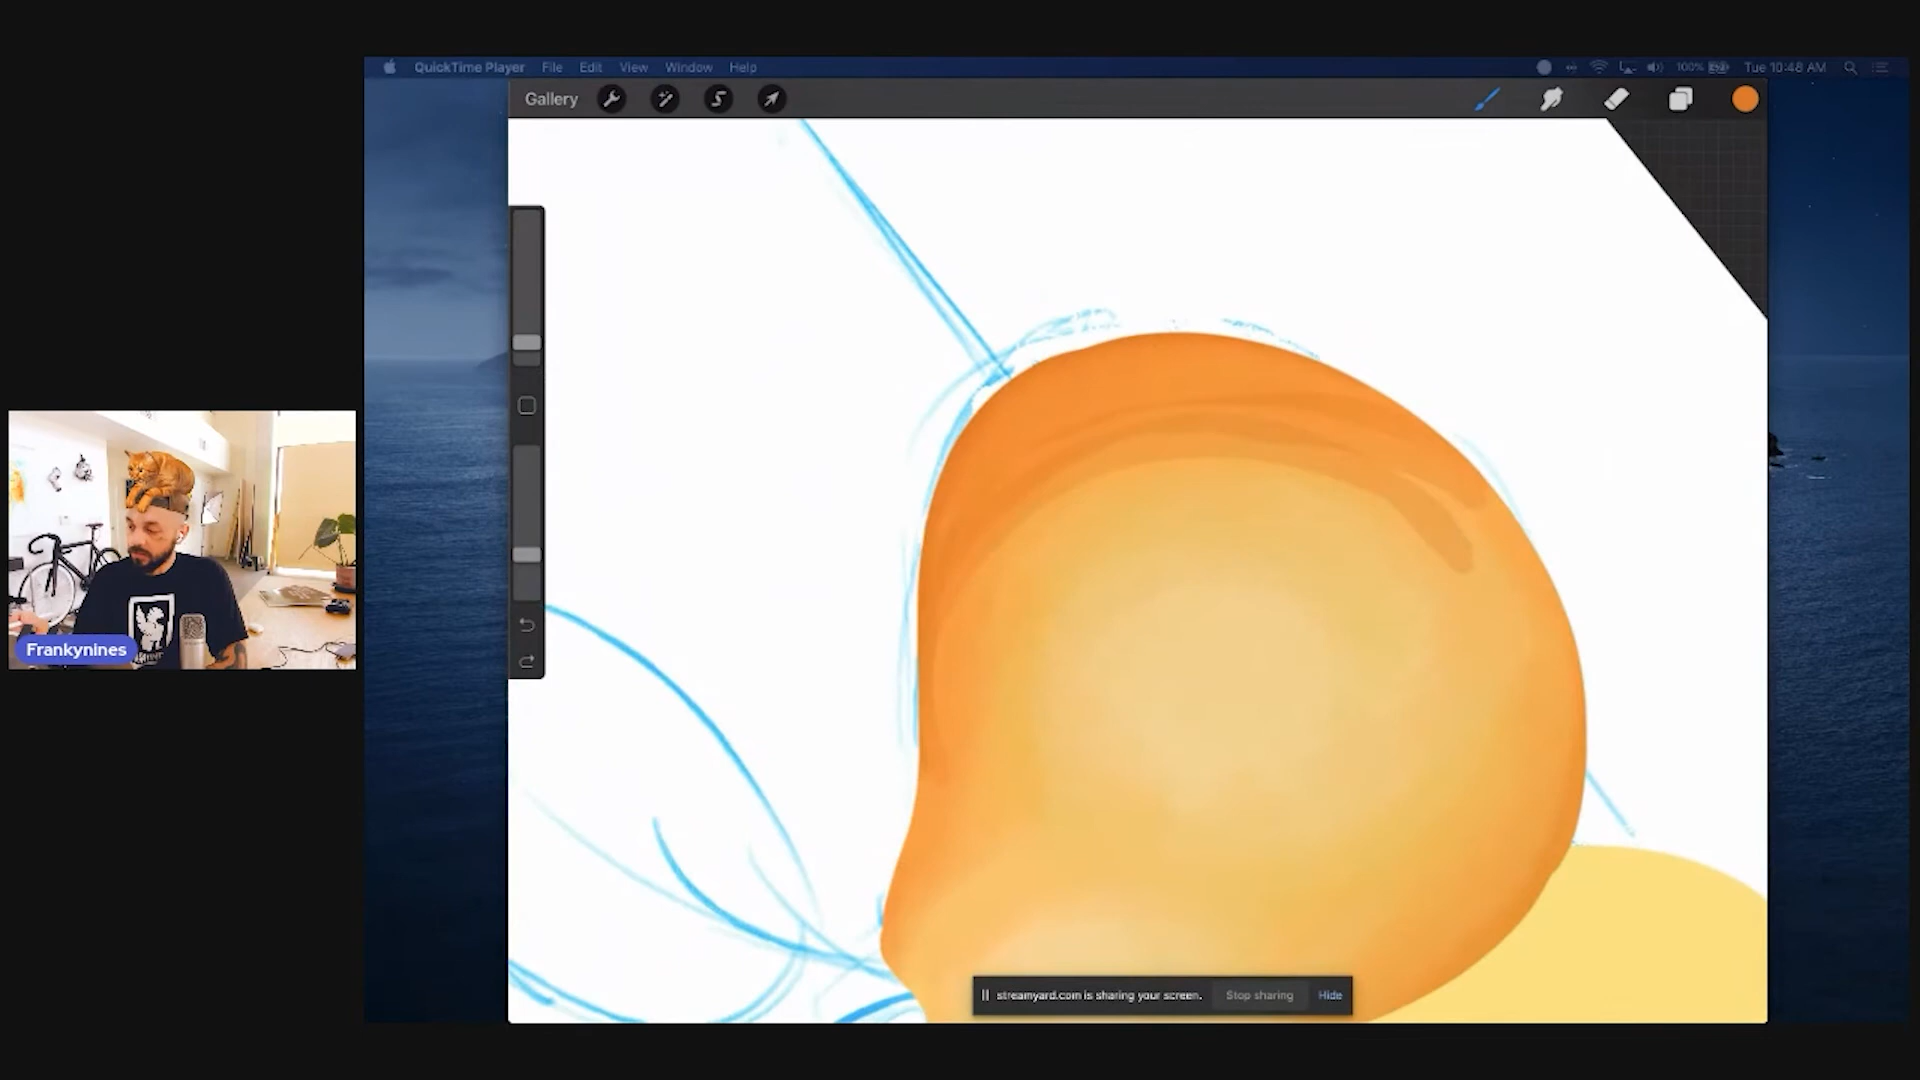 QuickTime Player File Edit View Window Help 100% Tue 10:48 AM
Gallery
Frankynines
streamyard.com is sharing your screen. Stop sharing Hide